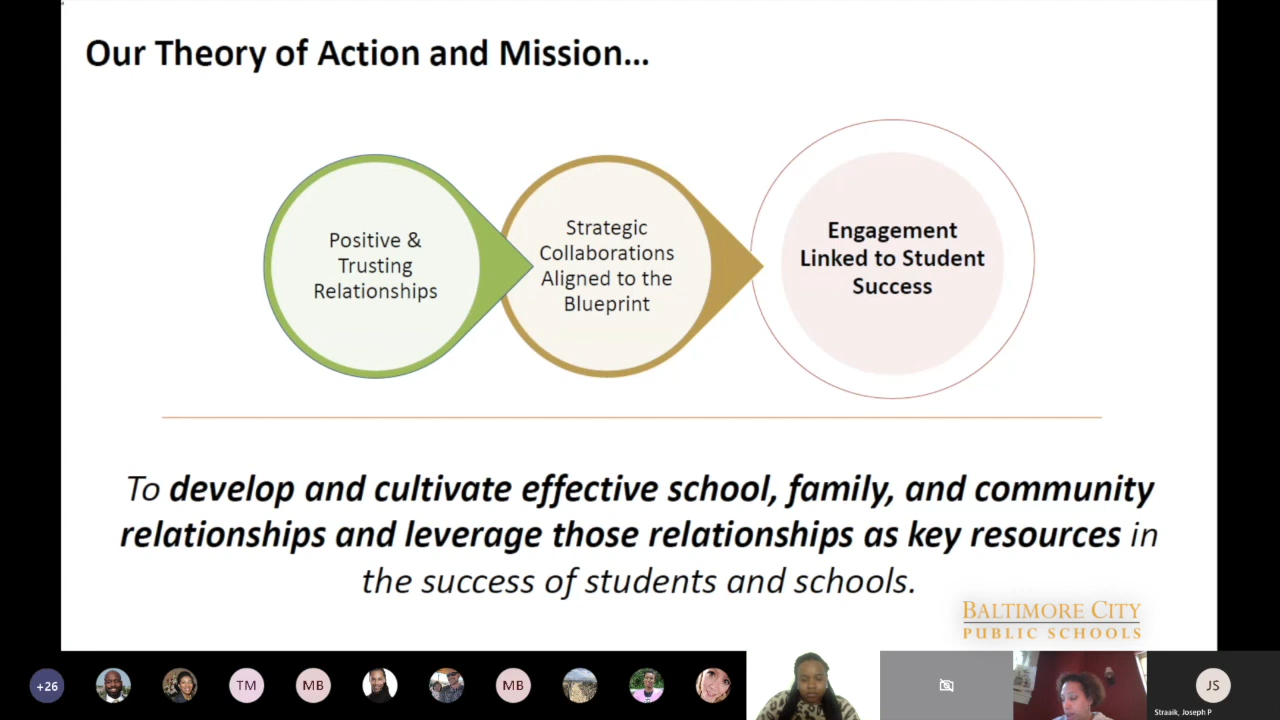 Our Theory of Action and Mission...
Positive &
Trusting
Relationships
Strategic
Collaborations
Aligned to the
Blueprint
Engagement
Linked to Student
Success
To develop and cultivate effective school, family, and community
relationships and leverage those relationships as key resources in
the success of students and schools.
BALTIMORE CITY
PUBLIC SCHOOLS
+26
TM
MB
MB
JS
Straaik, Joseph P